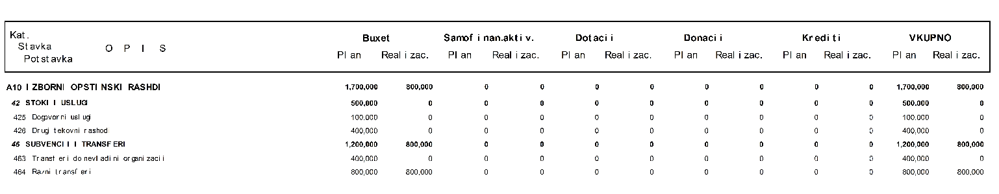 Kat. Buxet Samofinan.aktiv. Dotacii Donacii Krediti VKUPNO
Stavka O P I S
Potstavka Plan Realizac. Plan Realizac. Plan Realizac. Plan Realizac. Plan Realizac. Plan Realizac.
A10 IZBORNI OPSTINSKI RASHDI 1,700,000 800,000 0 0 0 0 0 0 0 0 1,700,000 800,000
42 STOKI I USLUGI 500,000 0 0 0 0 0 0 0 0 0 500,000 0
425 Dogovorni uslugi 100,000 0 0 0 0 0 0 0 0 0 100,000 0
426 Drugi tekovni rashodi 400,000 0 0 0 0 0 0 0 0 0 400,000 0
46 SUBVENCII I TRANSFERI 1,200,000 800,000 0 0 0 0 0 0 0 0 1,200,000 800,000
463 Transferi do nevladini organizacii 400,000 0 0 0 0 0 0 0 0 0 400,000 0
464 Razni transferi 800,000 800,000 0 0 0 0 0 0 0 0 800,000 800,000